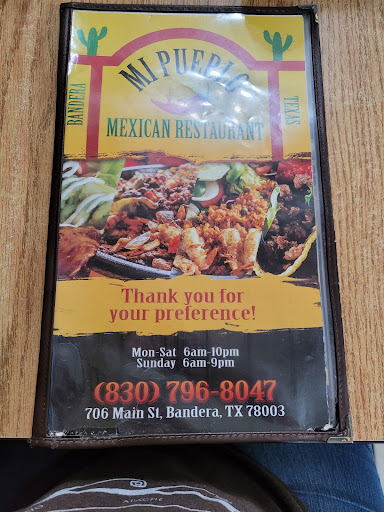 MI PUEBLO
BANDERA
TEXAS
MEXICAN RESTAURANT
Thank you for
your preference!
Mon-Sat 6am-10pm
Sunday 6am-9pm
(830) 796-8047
706 Main St, Bandera, TX 78003